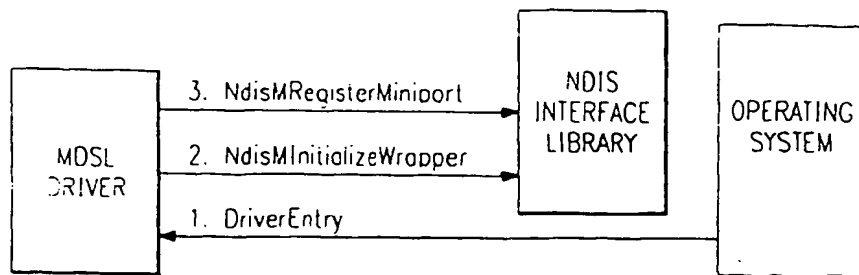 3. NdisMRegisterMiniport
NDIS
INTERFACE
LIBRARY
OPERATING
SYSTEM
MDSL
DRIVER
2. NdisMInitializeWrapper
1. DriverEntry